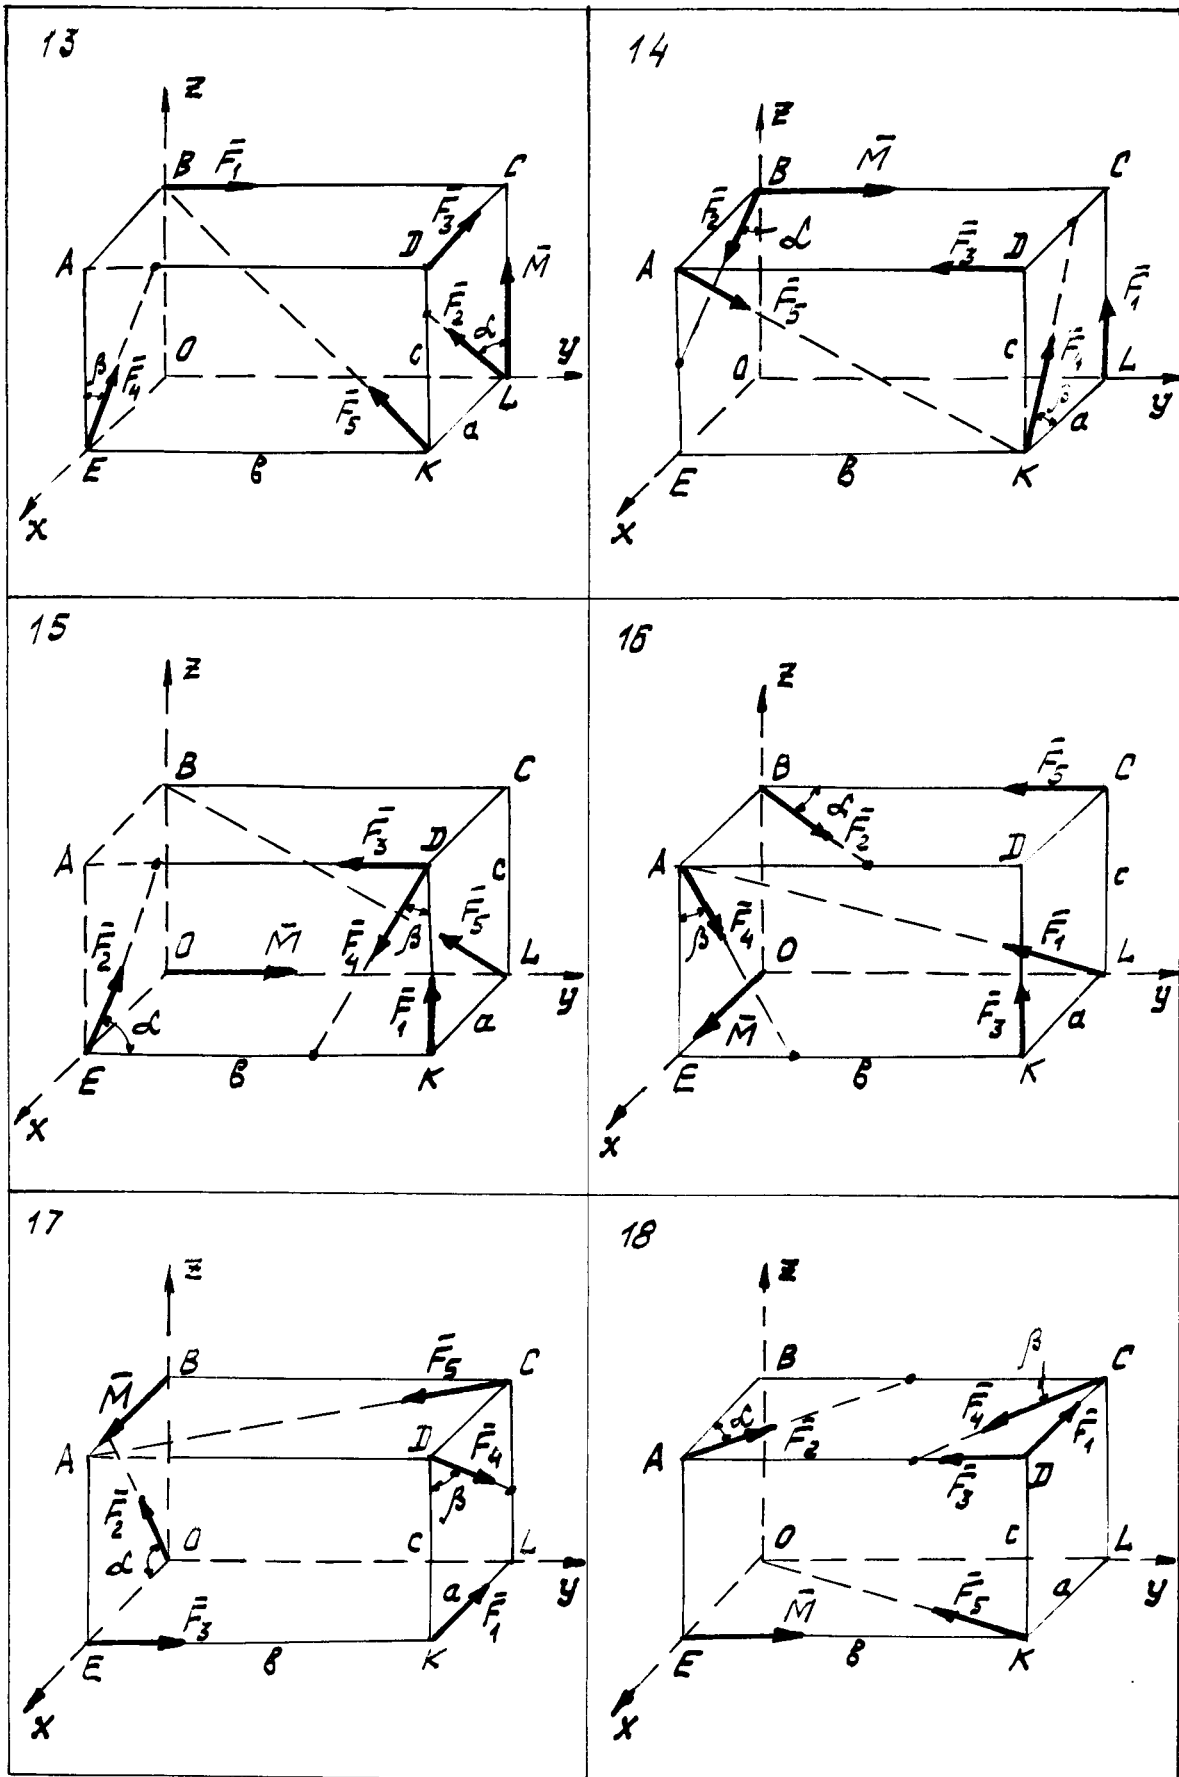 13
z
B F̄₁ C
F̄₃
A D M̄
F̄₂ α
β F̄₄ O c y
F̄₅ L
a
E в K
x
14
z
B M̄ C
F̄₂ α
A F̄₃ D
F̄₅ F̄₁
O c F̄₄ L y
β a
E в K
x
15
z
B C
A F̄₃ D c
F̄₂ F̄₄ β F̄₅
O M̄ L y
α F̄₁ a
E в K
x
16
z
B F̄₅ C
α F̄₂
A D c
β F̄₄ F̄₁
O L y
M̄ F̄₃ a
E в K
x
17
z
B F̄₅ C
M̄
A D F̄₄
β
F̄₂ O c L y
α a
F̄₃ F̄₁
E в K
x
18
z
B β C
α F̄₄ F̄₁
A F̄₂ F̄₃ D
O c L y
M̄ F̄₅ a
E в K
x